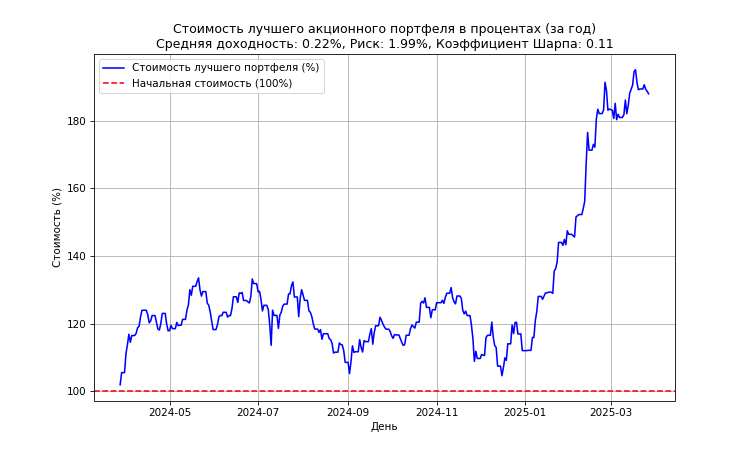 Стоимость лучшего акционного портфеля в процентах (за год)
Средняя доходность: 0.22%, Риск: 1.99%, Коэффициент Шарпа: 0.11
Стоимость лучшего портфеля (%)
Начальная стоимость (100%)
Стоимость (%)
180
160
140
120
100
2024-05 2024-07 2024-09 2024-11 2025-01 2025-03
День